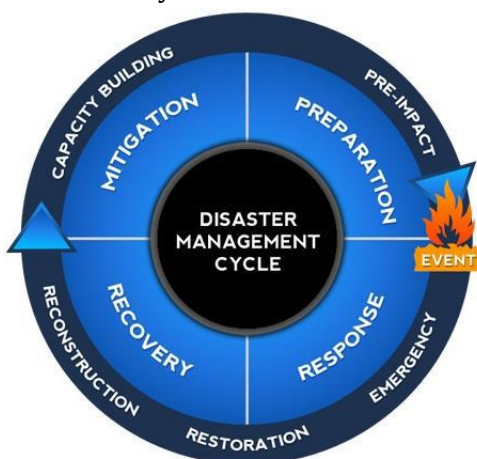 CAPACITY BUILDING
PRE-IMPACT
MITIGATION
PREPARATION
DISASTER
MANAGEMENT
CYCLE
EVENT
RECOVERY
RESPONSE
RECONSTRUCTION
EMERGENCY
RESTORATION